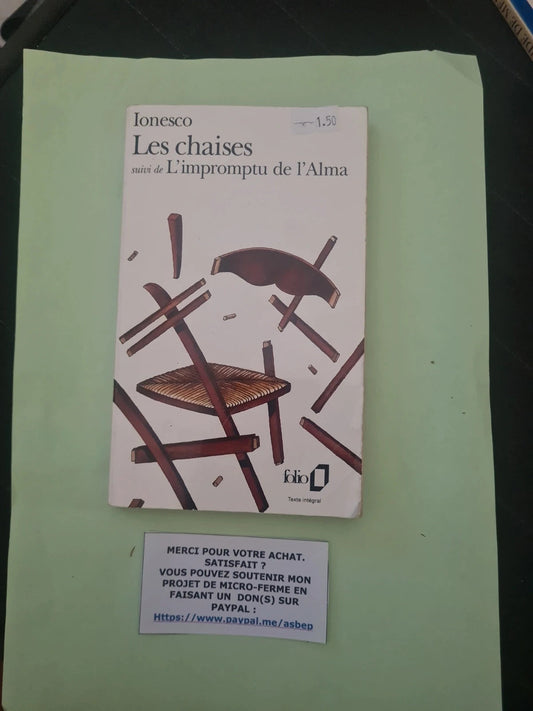 Ionesco
1.50
Les chaises
suivi de L'impromptu de l'Alma
folio
Texte intégral
MERCI POUR VOTRE ACHAT.
SATISFAIT ?
VOUS POUVEZ SOUTENIR MON
PROJET DE MICRO-FERME EN
FAISANT UN DON(S) SUR
PAYPAL :
Https://www.paypal.me/asbep